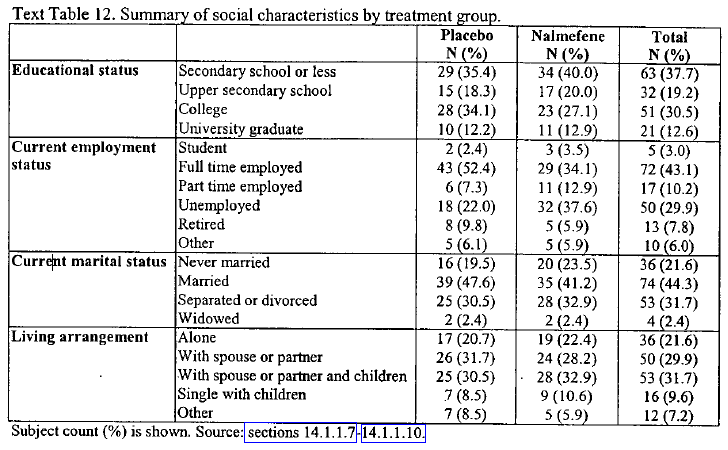 Text Table 12. Summary of social characteristics by treatment group.
Placebo Nalmefene Total
N (%) N (%) N (%)
Educational status Secondary school or less 29 (35.4) 34 (40.0) 63 (37.7)
Upper secondary school 15 (18.3) 17 (20.0) 32 (19.2)
College 28 (34.1) 23 (27.1) 51 (30.5)
University graduate 10 (12.2) 11 (12.9) 21 (12.6)
Current employment Student 2 (2.4) 3 (3.5) 5 (3.0)
status Full time employed 43 (52.4) 29 (34.1) 72 (43.1)
Part time employed 6 (7.3) 11 (12.9) 17 (10.2)
Unemployed 18 (22.0) 32 (37.6) 50 (29.9)
Retired 8 (9.8) 5 (5.9) 13 (7.8)
Other 5 (6.1) 5 (5.9) 10 (6.0)
Current marital status Never married 16 (19.5) 20 (23.5) 36 (21.6)
Married 39 (47.6) 35 (41.2) 74 (44.3)
Separated or divorced 25 (30.5) 28 (32.9) 53 (31.7)
Widowed 2 (2.4) 2 (2.4) 4 (2.4)
Living arrangement Alone 17 (20.7) 19 (22.4) 36 (21.6)
With spouse or partner 26 (31.7) 24 (28.2) 50 (29.9)
With spouse or partner and children 25 (30.5) 28 (32.9) 53 (31.7)
Single with children 7 (8.5) 9 (10.6) 16 (9.6)
Other 7 (8.5) 5 (5.9) 12 (7.2)
Subject count (%) is shown. Source: sections 14.1.1.7-14.1.1.10.